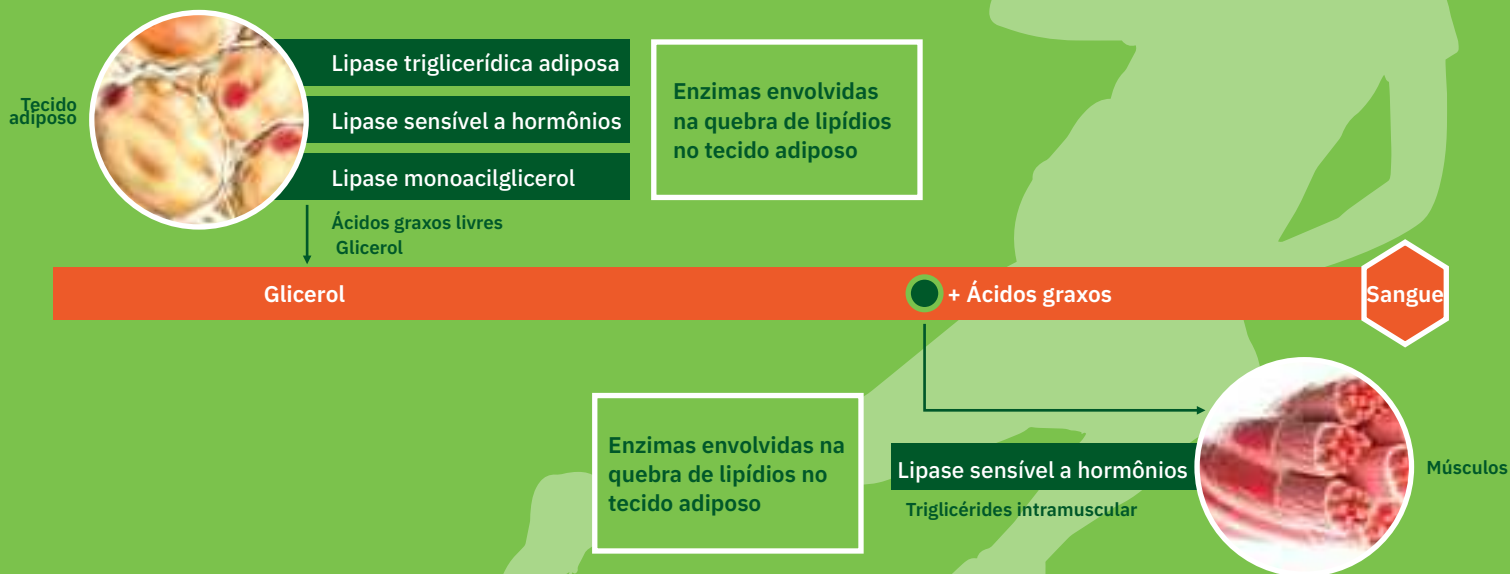 Tecido
adiposo
Lipase triglicerídica adiposa
Lipase sensível a hormônios
Lipase monoacilglicerol
Enzimas envolvidas
na quebra de lipídios
no tecido adiposo
Ácidos graxos livres
Glicerol
Glicerol
+ Ácidos graxos
Sangue
Enzimas envolvidas na
quebra de lipídios no
tecido adiposo
Lipase sensível a hormônios
Triglicérides intramuscular
Músculos